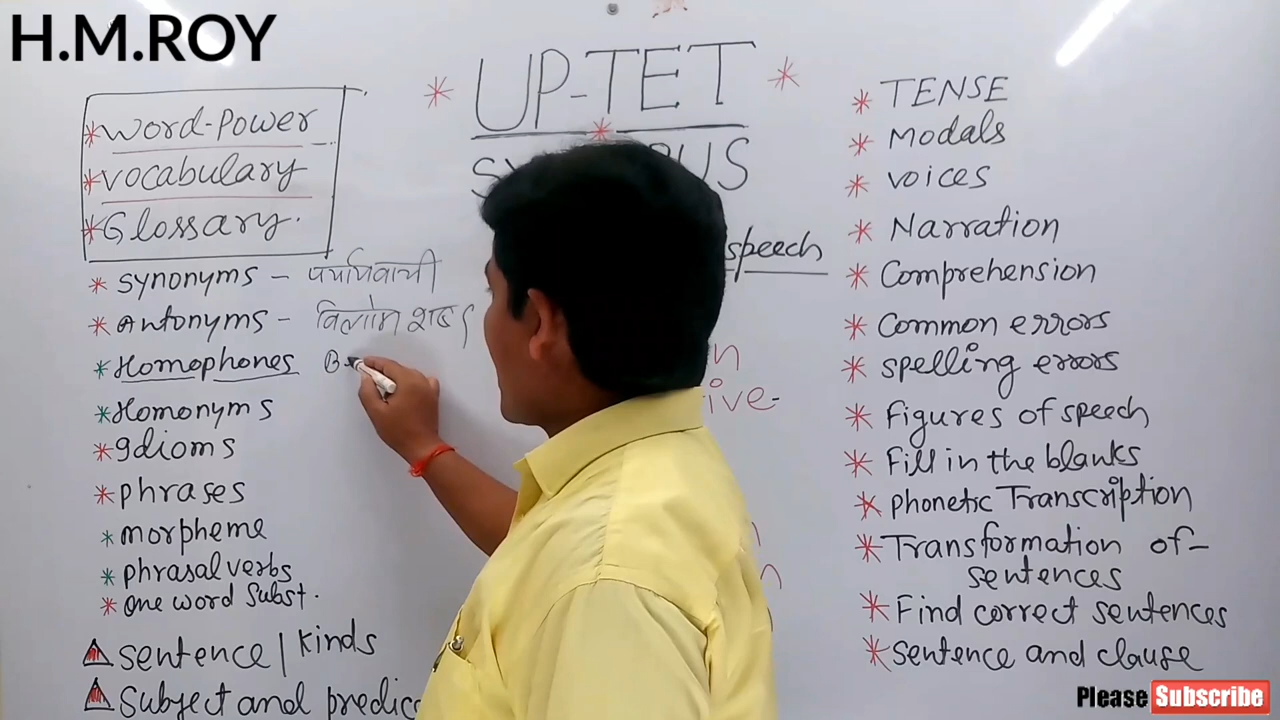 H.M.ROY
UP-TET
* word-Power
* vocabulary
* Glossary.
* synonyms - पर्यायवाची
* Antonyms - विलोम शब्द
* Homophones
* Homonyms
* Idioms
* phrases
* morpheme
* phrasal verbs
* one word subst.
sentence / kinds
subject and predic
speech
* TENSE
* Modals
* voices
* Narration
* Comprehension
* Common errors
* spelling errors
* figures of speech
* fill in the blanks
* phonetic Transcription
* Transformation of-
sentences
* Find correct sentences
* sentence and clause
Please Subscribe